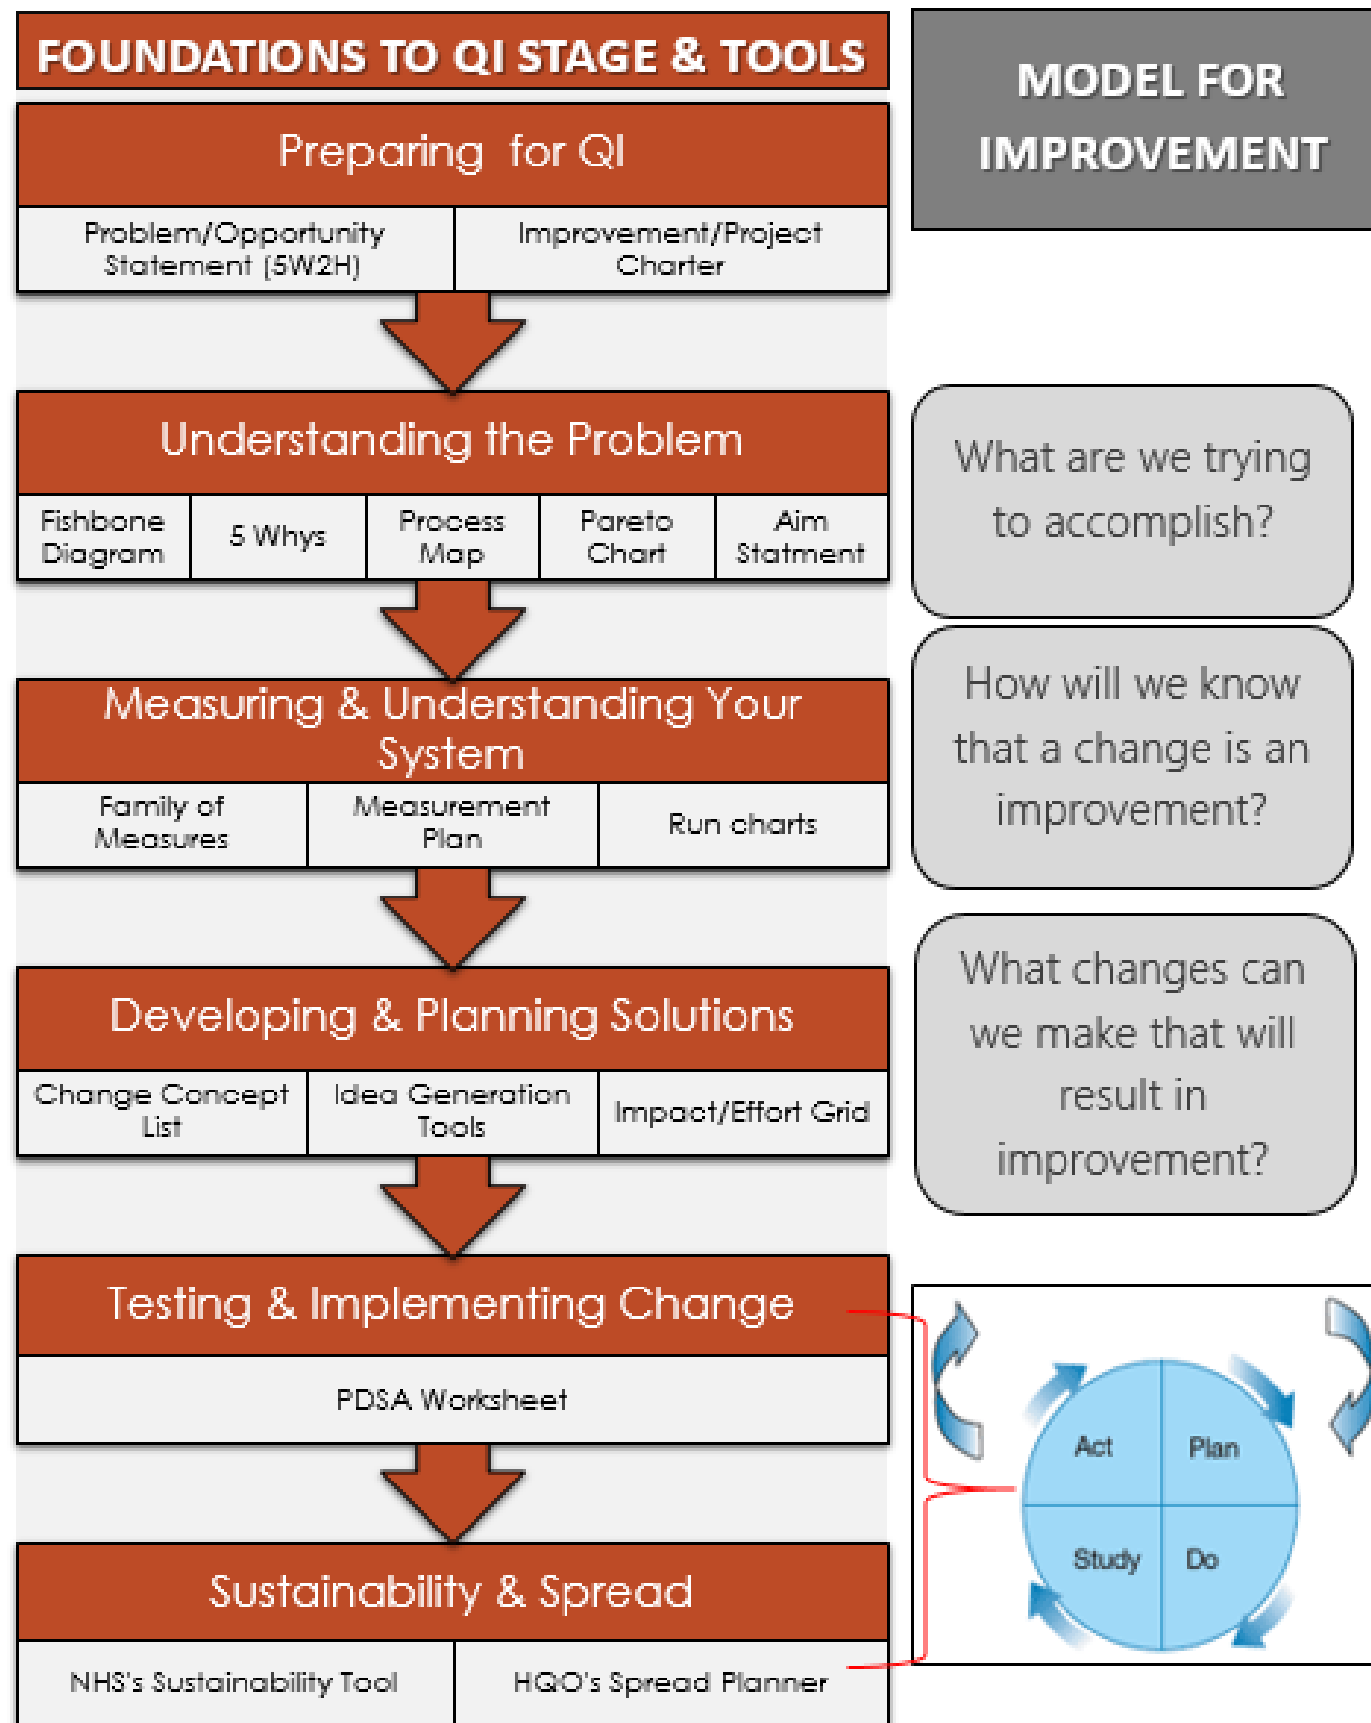 FOUNDATIONS TO QI STAGE & TOOLS
Preparing for QI
Problem/Opportunity
Statement (5W2H)
Improvement/Project
Charter
Understanding the Problem
Fishbone
Diagram
5 Whys
Process
Map
Pareto
Chart
Aim
Statment
Measuring & Understanding Your
System
Family of
Measures
Measurement
Plan
Run charts
Developing & Planning Solutions
Change Concept
List
Idea Generation
Tools
Impact/Effort Grid
Testing & Implementing Change
PDSA Worksheet
Sustainability & Spread
NHS's Sustainability Tool
HQO's Spread Planner
MODEL FOR
IMPROVEMENT
What are we trying
to accomplish?
How will we know
that a change is an
improvement?
What changes can
we make that will
result in
improvement?
Act
Plan
Study
Do